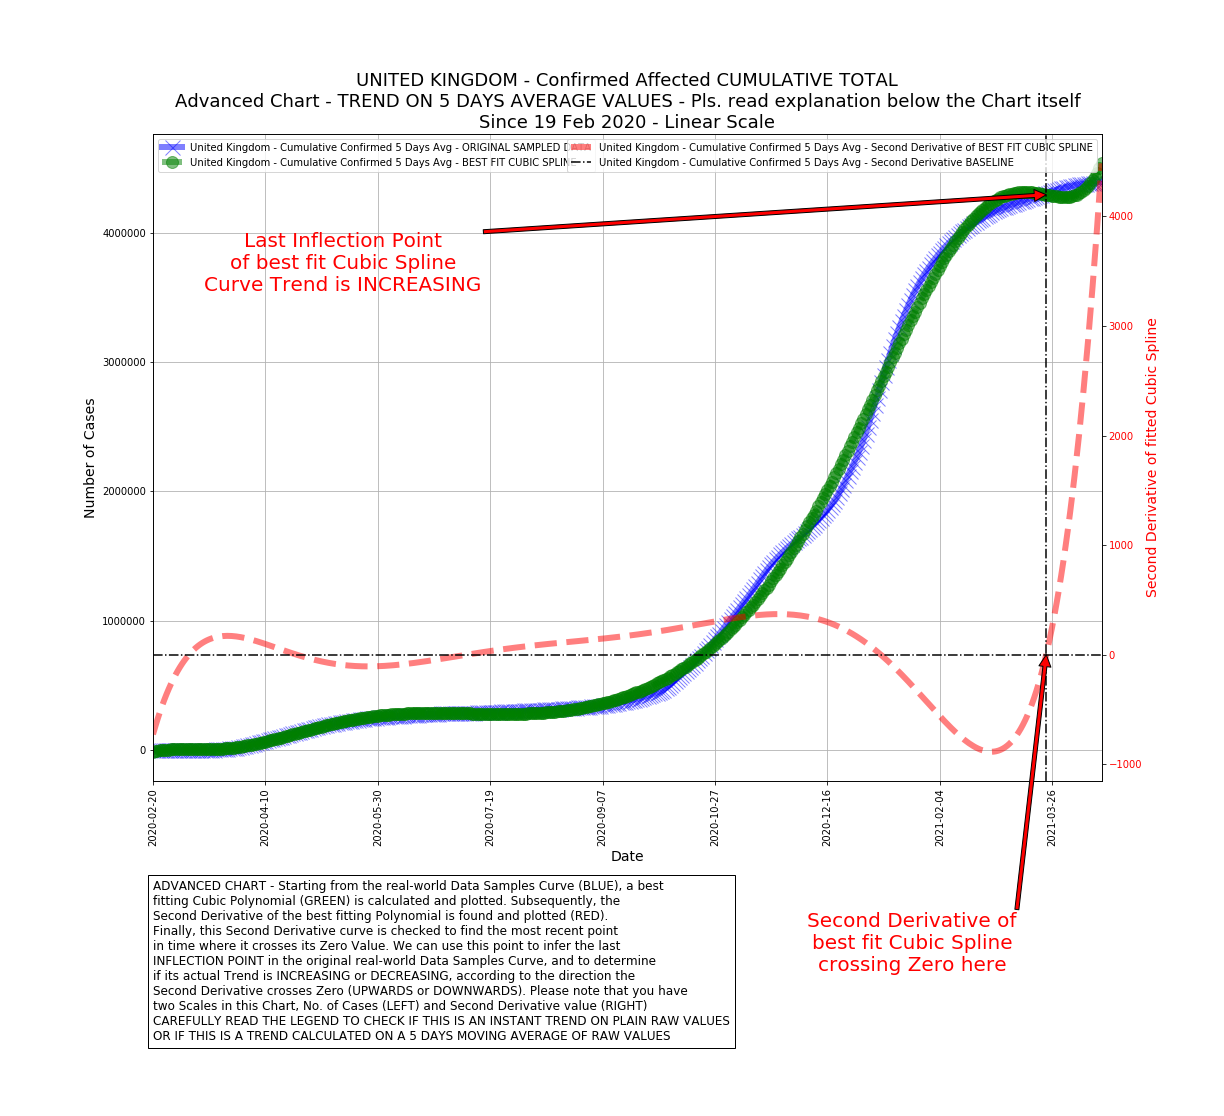 UNITED KINGDOM - Confirmed Affected CUMULATIVE TOTAL
Advanced Chart - TREND ON 5 DAYS AVERAGE VALUES - Pls. read explanation below the Chart itself
Since 19 Feb 2020 - Linear Scale
United Kingdom - Cumulative Confirmed 5 Days Avg - ORIGINAL SAMPLED DATA
United Kingdom - Cumulative Confirmed 5 Days Avg - BEST FIT CUBIC SPLINE
United Kingdom - Cumulative Confirmed 5 Days Avg - Second Derivative of BEST FIT CUBIC SPLINE
United Kingdom - Cumulative Confirmed 5 Days Avg - Second Derivative BASELINE
Last Inflection Point
of best fit Cubic Spline
Curve Trend is INCREASING
Number of Cases
4000000
3000000
2000000
1000000
0
4000
3000
2000
1000
0
−1000
Second Derivative of fitted Cubic Spline
2020-02-20
2020-04-10
2020-05-30
2020-07-19
2020-09-07
2020-10-27
2020-12-16
2021-02-04
2021-03-26
Date
ADVANCED CHART - Starting from the real-world Data Samples Curve (BLUE), a best
fitting Cubic Polynomial (GREEN) is calculated and plotted. Subsequently, the
Second Derivative of the best fitting Polynomial is found and plotted (RED).
Finally, this Second Derivative curve is checked to find the most recent point
in time where it crosses its Zero Value. We can use this point to infer the last
INFLECTION POINT in the original real-world Data Samples Curve, and to determine
if its actual Trend is INCREASING or DECREASING, according to the direction the
Second Derivative crosses Zero (UPWARDS or DOWNWARDS). Please note that you have
two Scales in this Chart, No. of Cases (LEFT) and Second Derivative value (RIGHT)
CAREFULLY READ THE LEGEND TO CHECK IF THIS IS AN INSTANT TREND ON PLAIN RAW VALUES
OR IF THIS IS A TREND CALCULATED ON A 5 DAYS MOVING AVERAGE OF RAW VALUES
Second Derivative of
best fit Cubic Spline
crossing Zero here